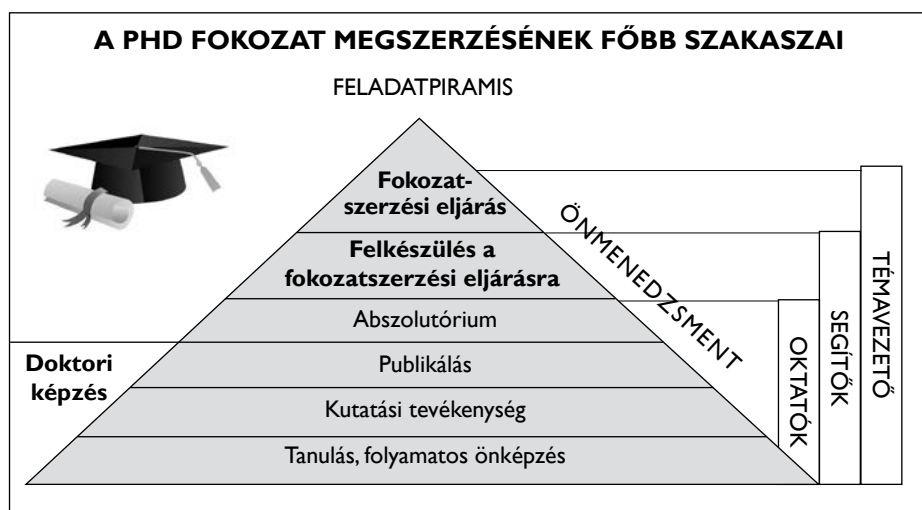 A PHD FOKOZAT MEGSZERZÉSÉNEK FŐBB SZAKASZAI
FELADATPIRAMIS
Fokozat-
szerzési eljárás
Felkészülés a
fokozatszerzési eljárásra
Abszolutórium
Doktori
képzés
Publikálás
Kutatási tevékenység
Tanulás, folyamatos önképzés
ÖNMENEDZSMENT
OKTATÓK
SEGÍTŐK
TÉMAVEZETŐ